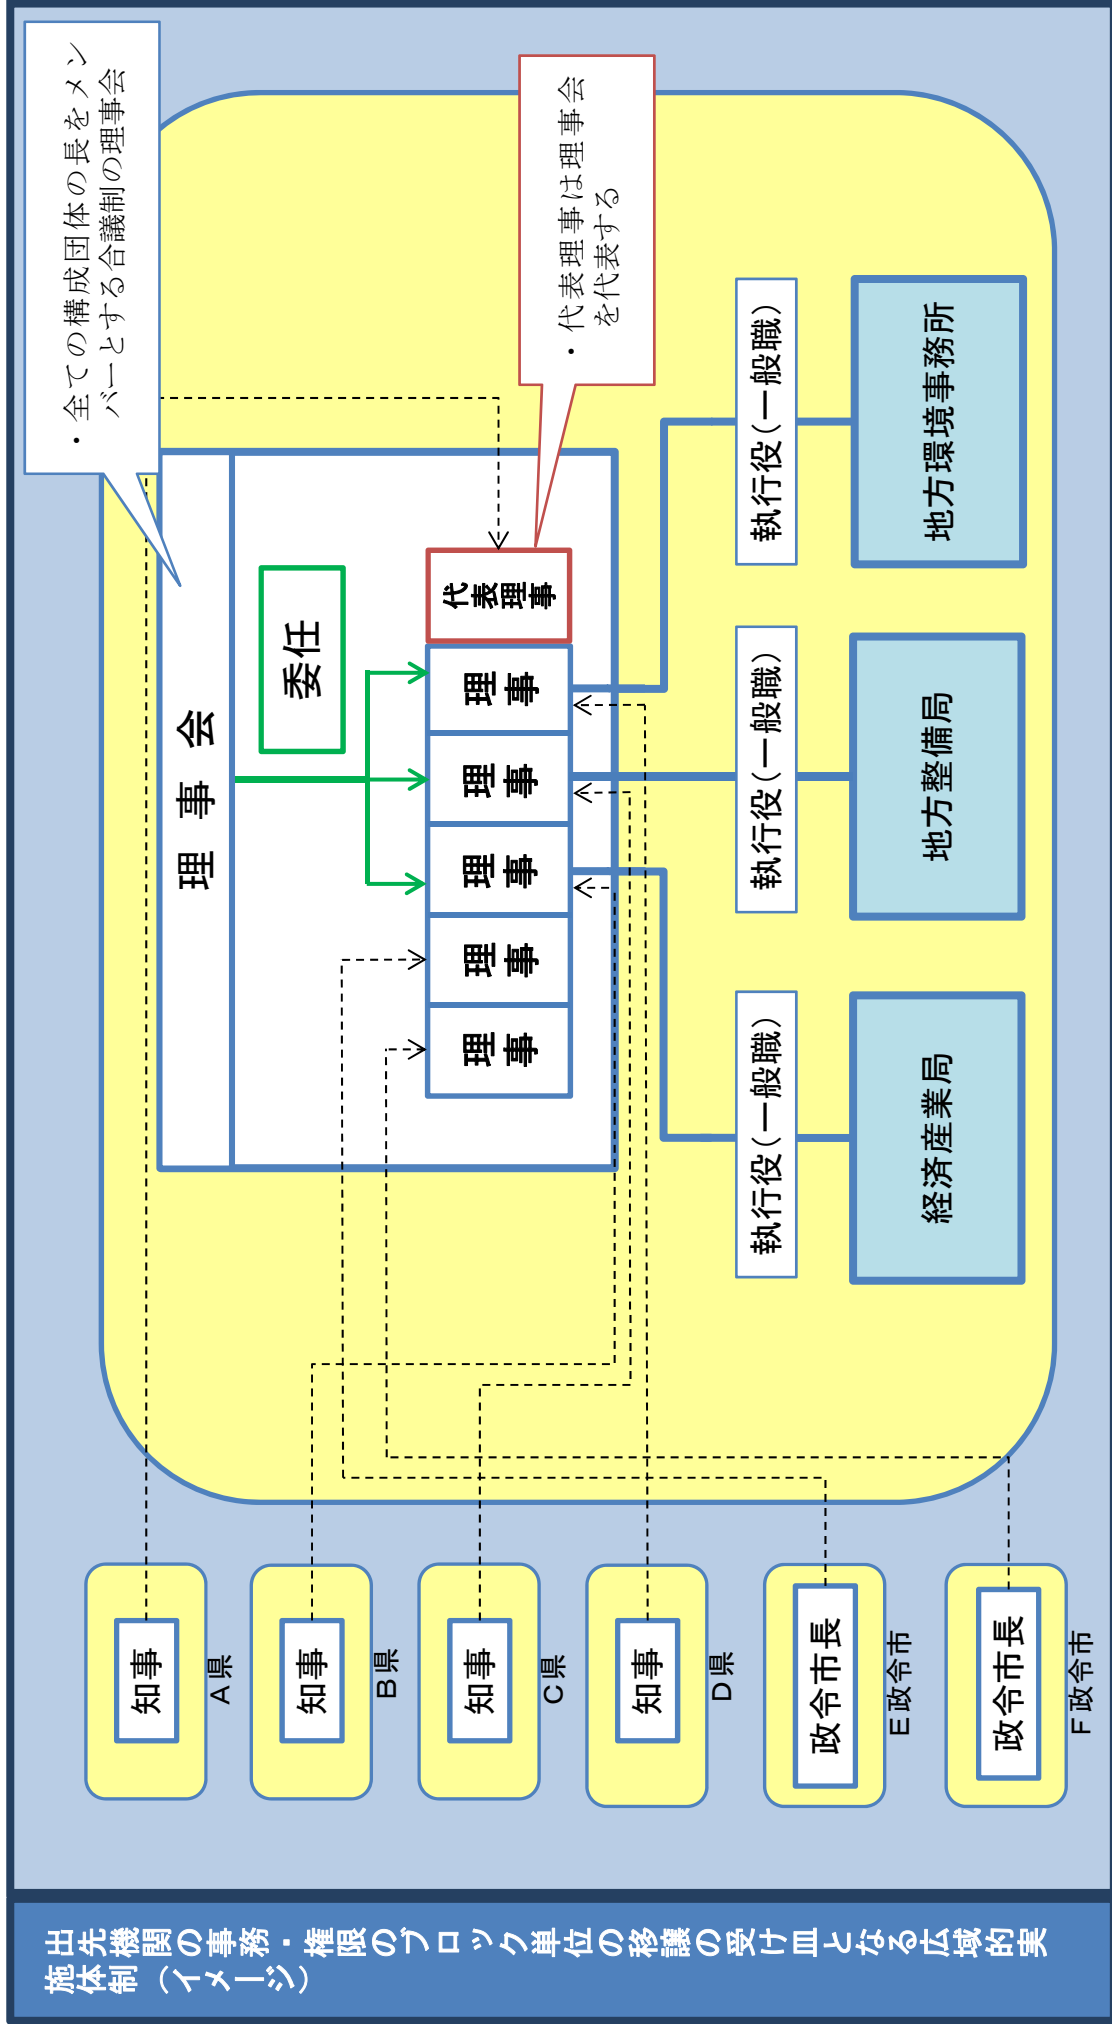 出先機関の事務・権限のブロック単位の移譲の受け皿となる広域的実
施体制（イメージ）
・全ての構成団体の長をメン
バーとする合議制の理事会
理事会
委任
・代表理事は理事会
を代表する
理事
理事
理事
理事
理事
代表理事
知事
A県
知事
B県
知事
C県
知事
D県
政令市長
E政令市
政令市長
F政令市
執行役（一般職）
執行役（一般職）
執行役（一般職）
経済産業局
地方整備局
地方環境事務所